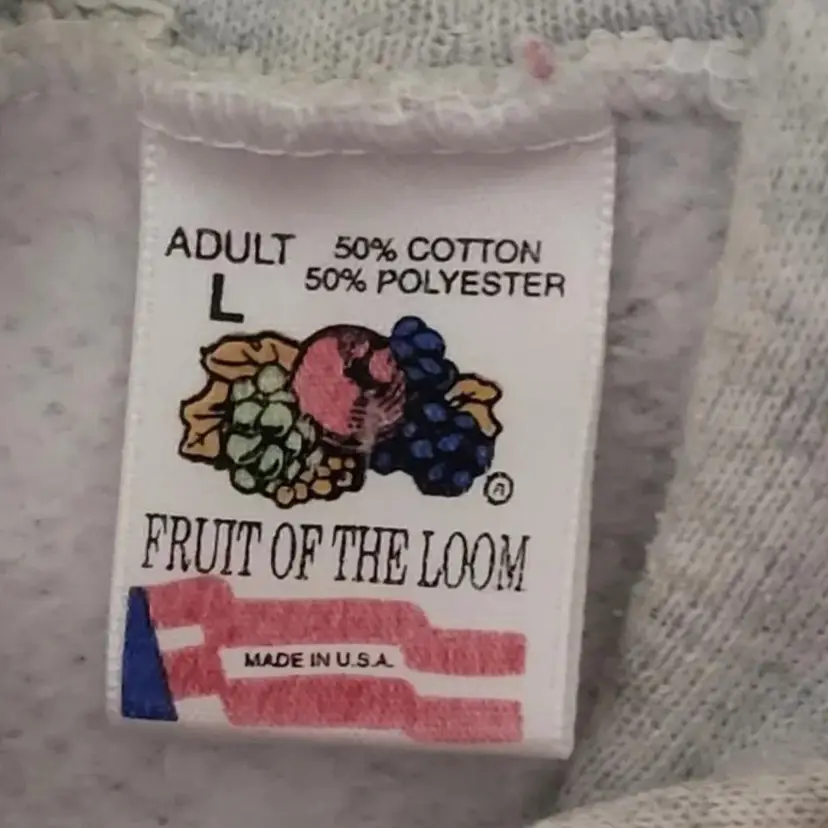 ADULT 50% COTTON
L 50% POLYESTER
®
FRUIT OF THE LOOM
MADE IN U.S.A.